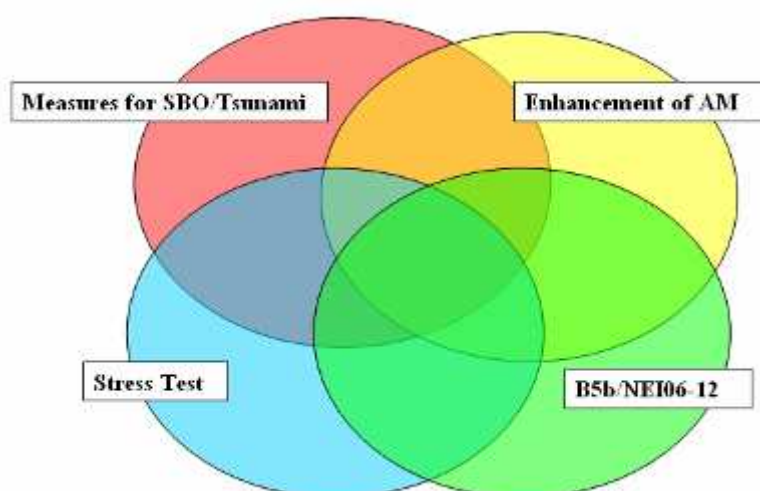 Measures for SBO/Tsunami
Enhancement of AM
Stress Test
B5b/NEI06-12